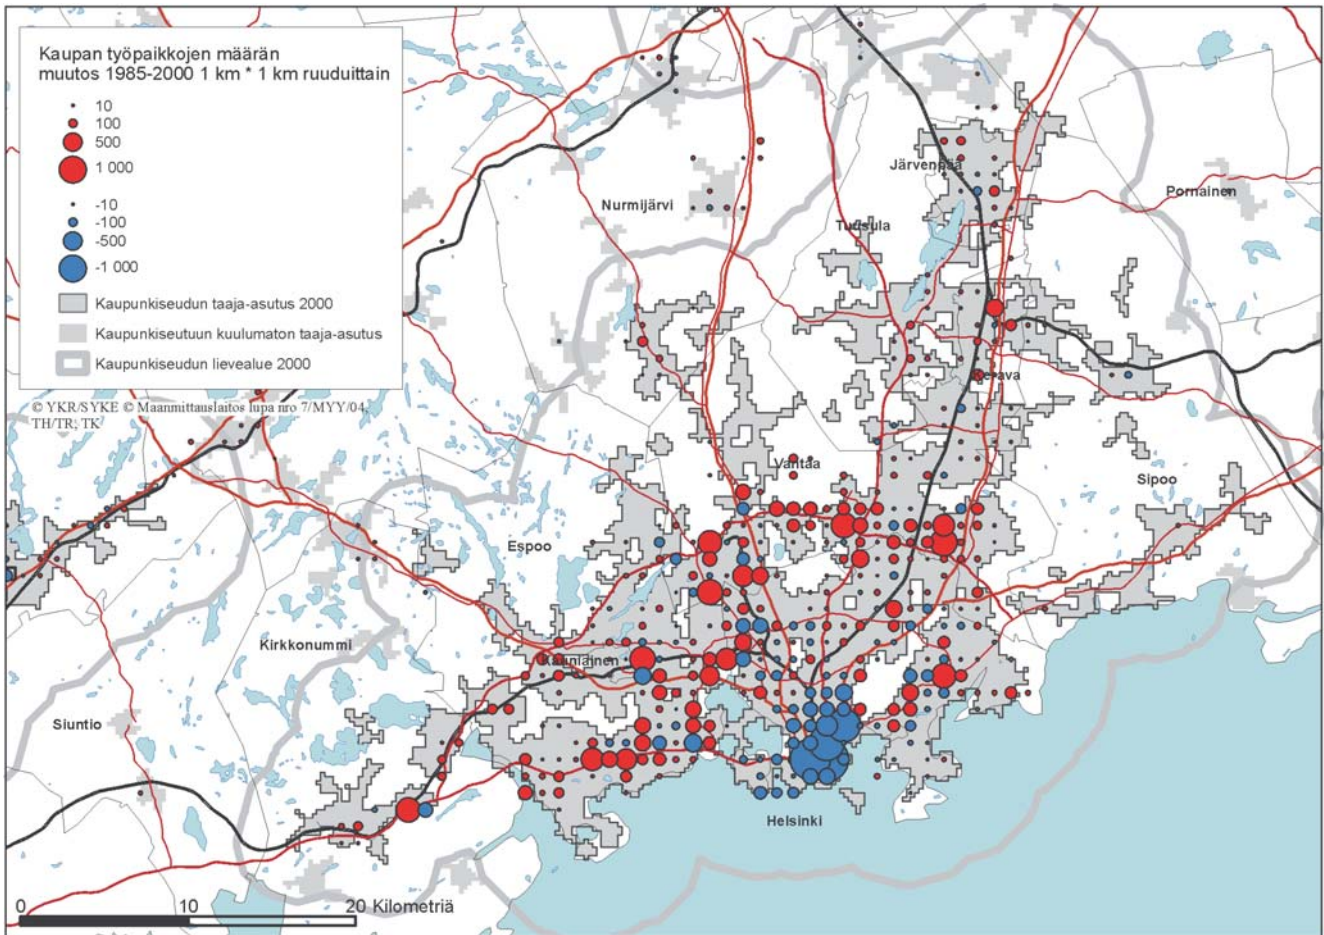 Kaupan työpaikkojen määrän
muutos 1985-2000 1 km * 1 km ruuduittain
10
100
500
1 000
-10
-100
-500
-1 000
Kaupunkiseudun taaja-asutus 2000
Kaupunkiseutuun kuulumaton taaja-asutus
Kaupunkiseudun lievealue 2000
© YKR/SYKE © Maanmittauslaitos lupa nro 7/MYY/04,
TH/TR; TK
Järvenpää
Pornainen
Nurmijärvi
Tuusula
Kerava
Vantaa
Sipoo
Espoo
Kirkkonummi
Kauniainen
Siuntio
Helsinki
0 10 20 Kilometriä